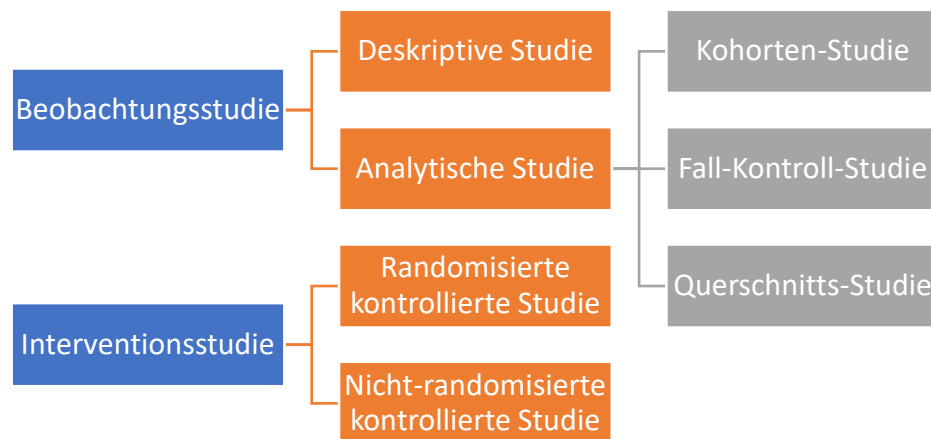 Beobachtungsstudie
Deskriptive Studie
Analytische Studie
Kohorten-Studie
Fall-Kontroll-Studie
Querschnitts-Studie
Interventionsstudie
Randomisierte
kontrollierte Studie
Nicht-randomisierte
kontrollierte Studie